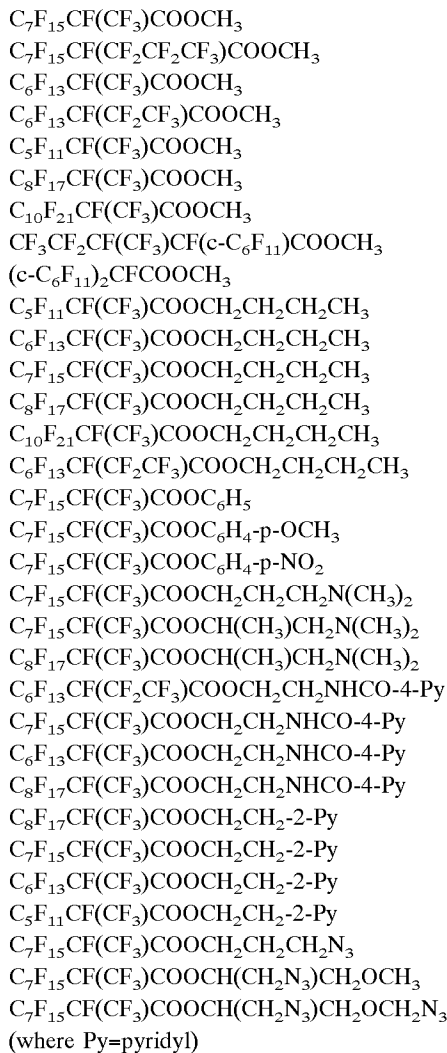 C₇F₁₅CF(CF₃)COOCH₃
C₇F₁₅CF(CF₂CF₂CF₃)COOCH₃
C₆F₁₃CF(CF₃)COOCH₃
C₆F₁₃CF(CF₂CF₃)COOCH₃
C₅F₁₁CF(CF₃)COOCH₃
C₈F₁₇CF(CF₃)COOCH₃
C₁₀F₂₁CF(CF₃)COOCH₃
CF₃CF₂CF(CF₃)CF(c-C₆F₁₁)COOCH₃
(c-C₆F₁₁)₂CFCOOCH₃
C₅F₁₁CF(CF₃)COOCH₂CH₂CH₂CH₃
C₆F₁₃CF(CF₃)COOCH₂CH₂CH₂CH₃
C₇F₁₅CF(CF₃)COOCH₂CH₂CH₂CH₃
C₈F₁₇CF(CF₃)COOCH₂CH₂CH₂CH₃
C₁₀F₂₁CF(CF₃)COOCH₂CH₂CH₂CH₃
C₆F₁₃CF(CF₂CF₃)COOCH₂CH₂CH₂CH₃
C₇F₁₅CF(CF₃)COOC₆H₅
C₇F₁₅CF(CF₃)COOC₆H₄-p-OCH₃
C₇F₁₅CF(CF₃)COOC₆H₄-p-NO₂
C₇F₁₅CF(CF₃)COOCH₂CH₂CH₂N(CH₃)₂
C₇F₁₅CF(CF₃)COOCH(CH₃)CH₂N(CH₃)₂
C₈F₁₇CF(CF₃)COOCH(CH₃)CH₂N(CH₃)₂
C₆F₁₃CF(CF₂CF₃)COOCH₂CH₂NHCO-4-Py
C₇F₁₅CF(CF₃)COOCH₂CH₂NHCO-4-Py
C₆F₁₃CF(CF₃)COOCH₂CH₂NHCO-4-Py
C₈F₁₇CF(CF₃)COOCH₂CH₂NHCO-4-Py
C₈F₁₇CF(CF₃)COOCH₂CH₂-2-Py
C₇F₁₅CF(CF₃)COOCH₂CH₂-2-Py
C₆F₁₃CF(CF₃)COOCH₂CH₂-2-Py
C₅F₁₁CF(CF₃)COOCH₂CH₂-2-Py
C₇F₁₅CF(CF₃)COOCH₂CH₂CH₂N₃
C₇F₁₅CF(CF₃)COOCH(CH₂N₃)CH₂OCH₃
C₇F₁₅CF(CF₃)COOCH(CH₂N₃)CH₂OCH₂N₃
(where Py=pyridyl)